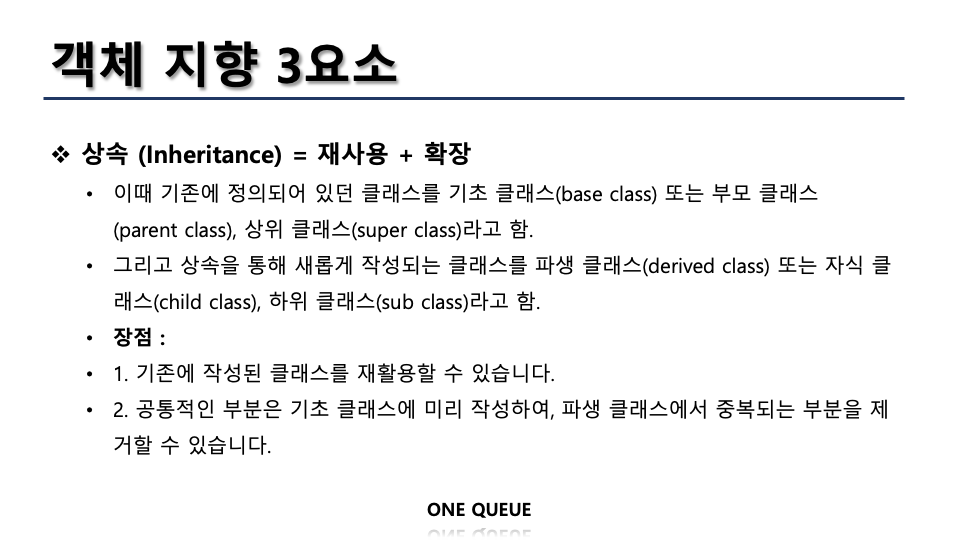 객체 지향 3요소
❖ 상속 (Inheritance) = 재사용 + 확장
• 이때 기존에 정의되어 있던 클래스를 기초 클래스(base class) 또는 부모 클래스
(parent class), 상위 클래스(super class)라고 함.
• 그리고 상속을 통해 새롭게 작성되는 클래스를 파생 클래스(derived class) 또는 자식 클
래스(child class), 하위 클래스(sub class)라고 함.
• 장점 :
• 1. 기존에 작성된 클래스를 재활용할 수 있습니다.
• 2. 공통적인 부분은 기초 클래스에 미리 작성하여, 파생 클래스에서 중복되는 부분을 제
거할 수 있습니다.
ONE QUEUE